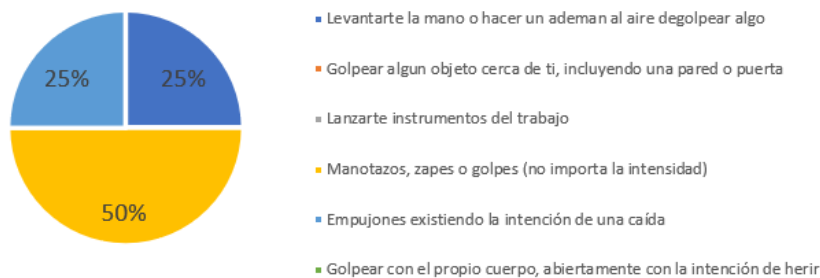 25%
25%
50%
Levantarte la mano o hacer un ademan al aire degolpear algo
Golpear algun objeto cerca de ti, incluyendo una pared o puerta
Lanzarte instrumentos del trabajo
Manotazos, zapes o golpes (no importa la intensidad)
Empujones existiendo la intención de una caída
Golpear con el propio cuerpo, abiertamente con la intención de herir